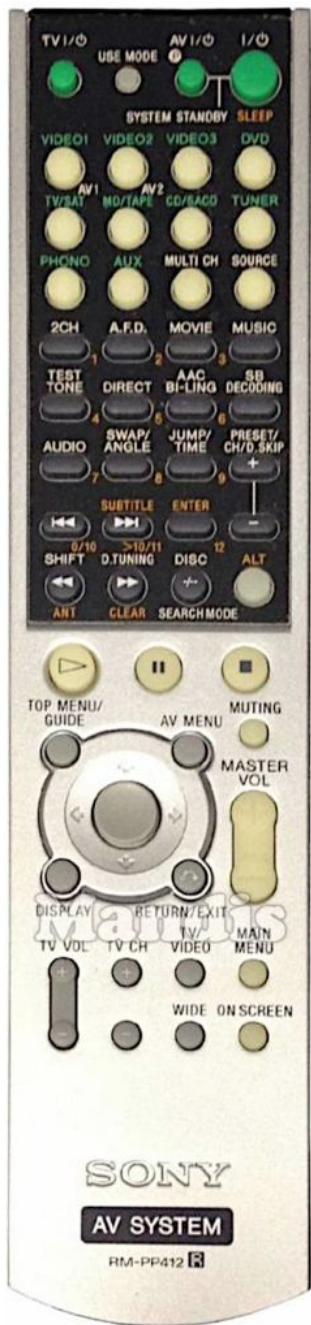 TV I/⏻ AV I/⏻ I/⏻
USE MODE P
SYSTEM STANDBY SLEEP
VIDEO1 VIDEO2 VIDEO3 DVD
AV1 AV2
TV/SAT MD/TAPE CD/SACD TUNER
PHONO AUX MULTI CH SOURCE
2CH A.F.D. MOVIE MUSIC
1 2 3
TEST TONE DIRECT AAC BI-LING SB DECODING
4 5 6
AUDIO SWAP/ANGLE JUMP/TIME PRESET/CH/D.SKIP
+
7 8 9
SUBTITLE ENTER
⏮ ⏭ −
0/10 >10/11 12
SHIFT D.TUNING DISC ALT
◀◀ ▶▶ -/--
ANT CLEAR SEARCH MODE
TOP MENU/
GUIDE AV MENU MUTING
MASTER
VOL
DISPLAY RETURN/EXIT
Mandis
TV VOL TV CH TV/VIDEO MAIN MENU
+ +
− − WIDE ON SCREEN
SONY
AV SYSTEM
RM-PP412 R